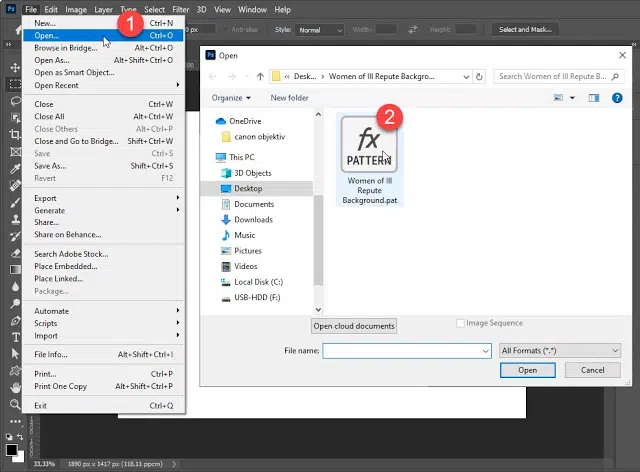 Ps
File Edit Image Layer Type Select Filter 3D View Window Help
Anti-alias Style: Normal Width: Height: Select and Mask...
1
New... Ctrl+N
Open... Ctrl+O
Browse in Bridge... Alt+Ctrl+O
Open As... Alt+Shift+Ctrl+O
Open as Smart Object...
Open Recent
Close Ctrl+W
Close All Alt+Ctrl+W
Close Others Alt+Ctrl+P
Close and Go to Bridge... Shift+Ctrl+W
Save Ctrl+S
Save As... Shift+Ctrl+S
Revert F12
Export
Generate
Share...
Share on Behance...
Search Adobe Stock...
Place Embedded...
Place Linked...
Package...
Automate
Scripts
Import
File Info... Alt+Shift+Ctrl+I
Print... Ctrl+P
Print One Copy Alt+Shift+Ctrl+P
Exit Ctrl+Q
33,33% 1890 px x 1417 px (118,11 ppcm)
Ps Open
« Desk... Women of Ill Repute Backgro... Search Women of Ill Repute B...
Organize New folder
OneDrive
canon objektiv
This PC
3D Objects
Desktop
Documents
Downloads
Music
Pictures
Videos
Local Disk (C:)
USB-HDD (F:)
2
fx
PATTERN
Women of Ill
Repute
Background.pat
Open cloud documents Image Sequence
File name: All Formats (*.*)
Open Cancel